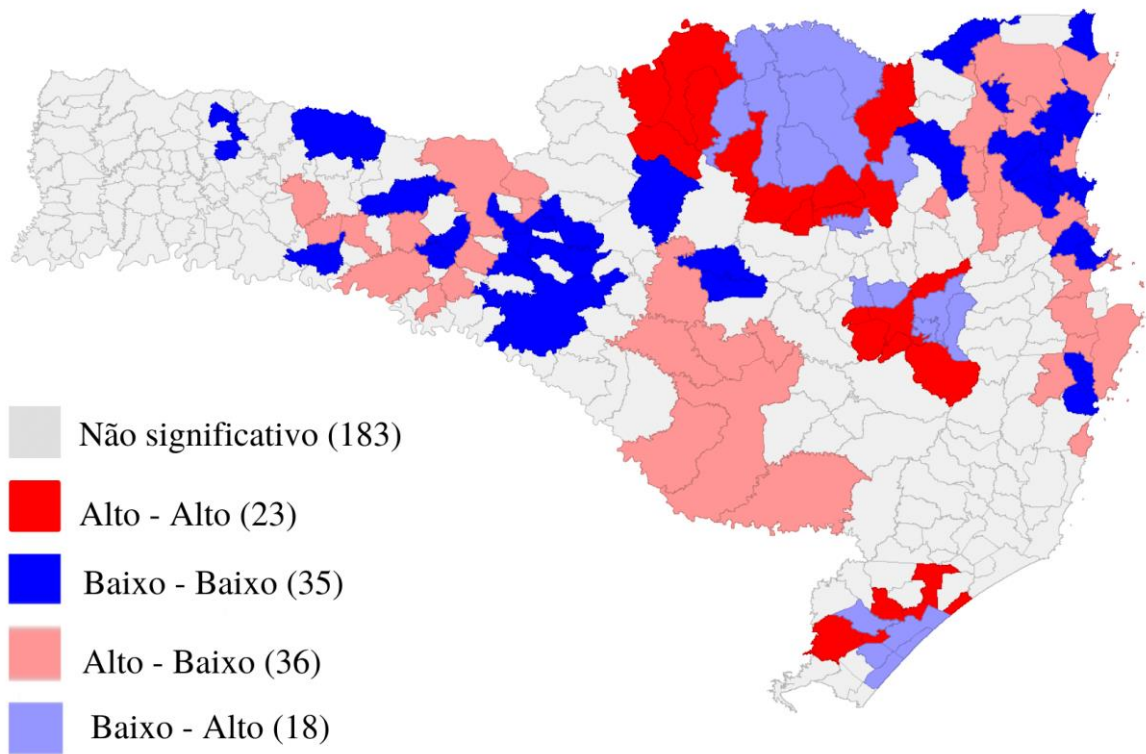 Não significativo (183)
Alto - Alto (23)
Baixo - Baixo (35)
Alto - Baixo (36)
Baixo - Alto (18)